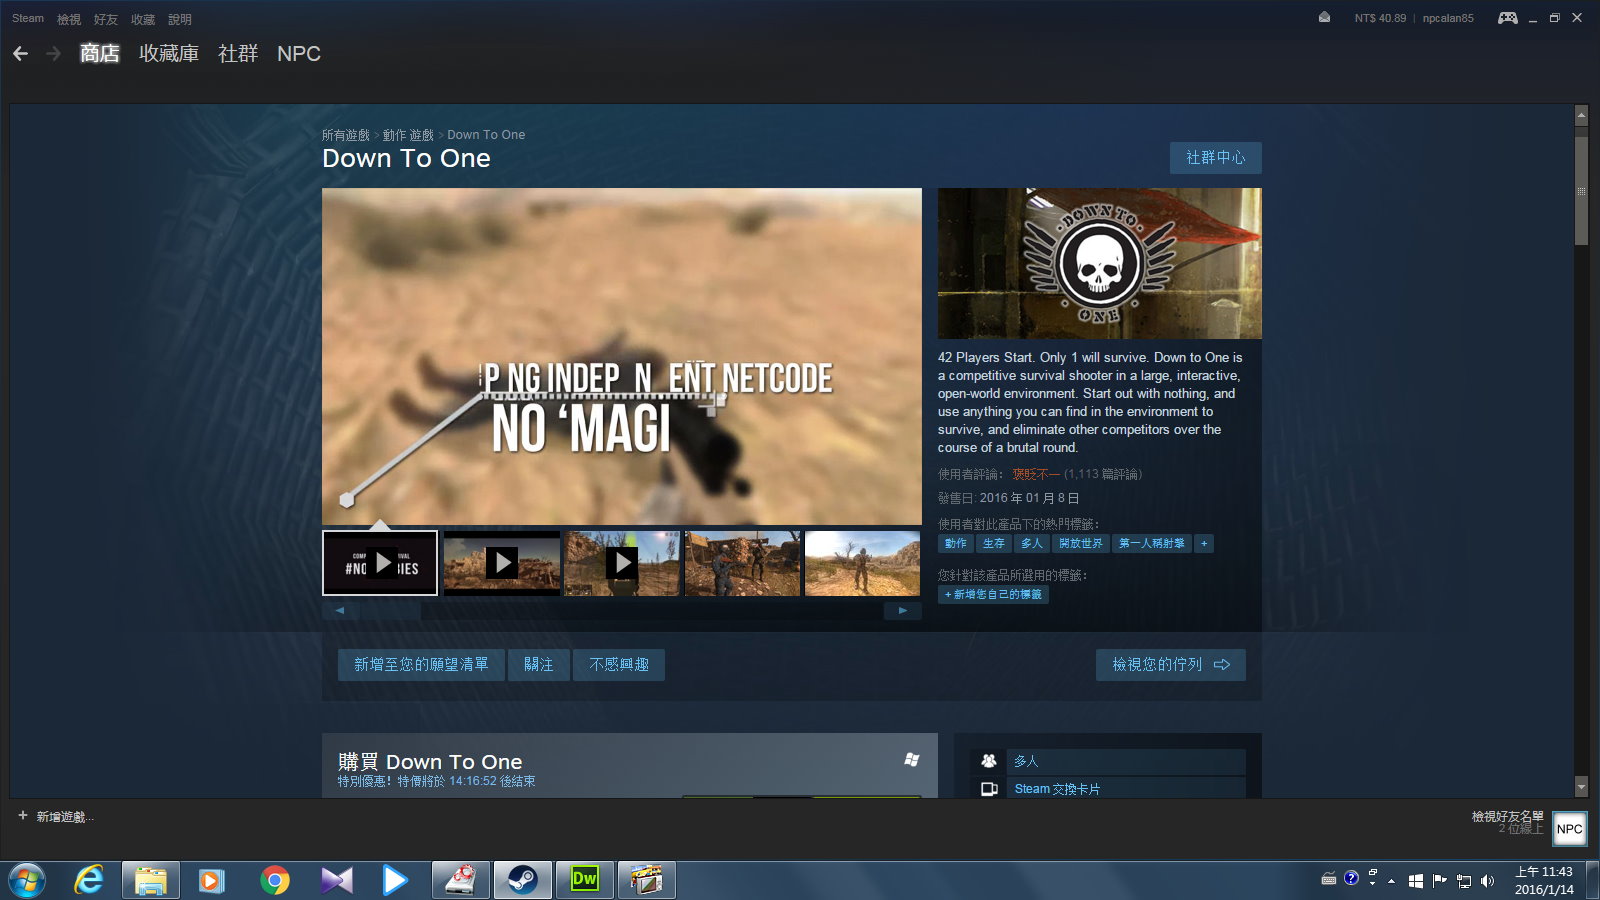 Steam 檢視 好友 收藏 說明
NT$ 40.89 | npcalan85
商店 收藏庫 社群 NPC
所有遊戲 > 動作 遊戲 > Down To One
Down To One
社群中心
P NG INDEP N ENT NETCODE
NO ‘MAGI
DOWN TO
ONE
42 Players Start. Only 1 will survive. Down to One is
a competitive survival shooter in a large, interactive,
open-world environment. Start out with nothing, and
use anything you can find in the environment to
survive, and eliminate other competitors over the
course of a brutal round.
使用者評論： 褒貶不一 (1,113 篇評論)
發售日: 2016 年 01 月 8 日
使用者對此產品下的熱門標籤：
動作 生存 多人 開放世界 第一人稱射擊 +
您針對該產品所選用的標籤：
+ 新增您自己的標籤
新增至您的願望清單 關注 不感興趣
檢視您的佇列
購買 Down To One
特別優惠！特價將於 14:16:52 後結束
多人
Steam 交換卡片
+ 新增遊戲...
檢視好友名單
2 位線上
NPC
Dw
上午 11:43
2016/1/14